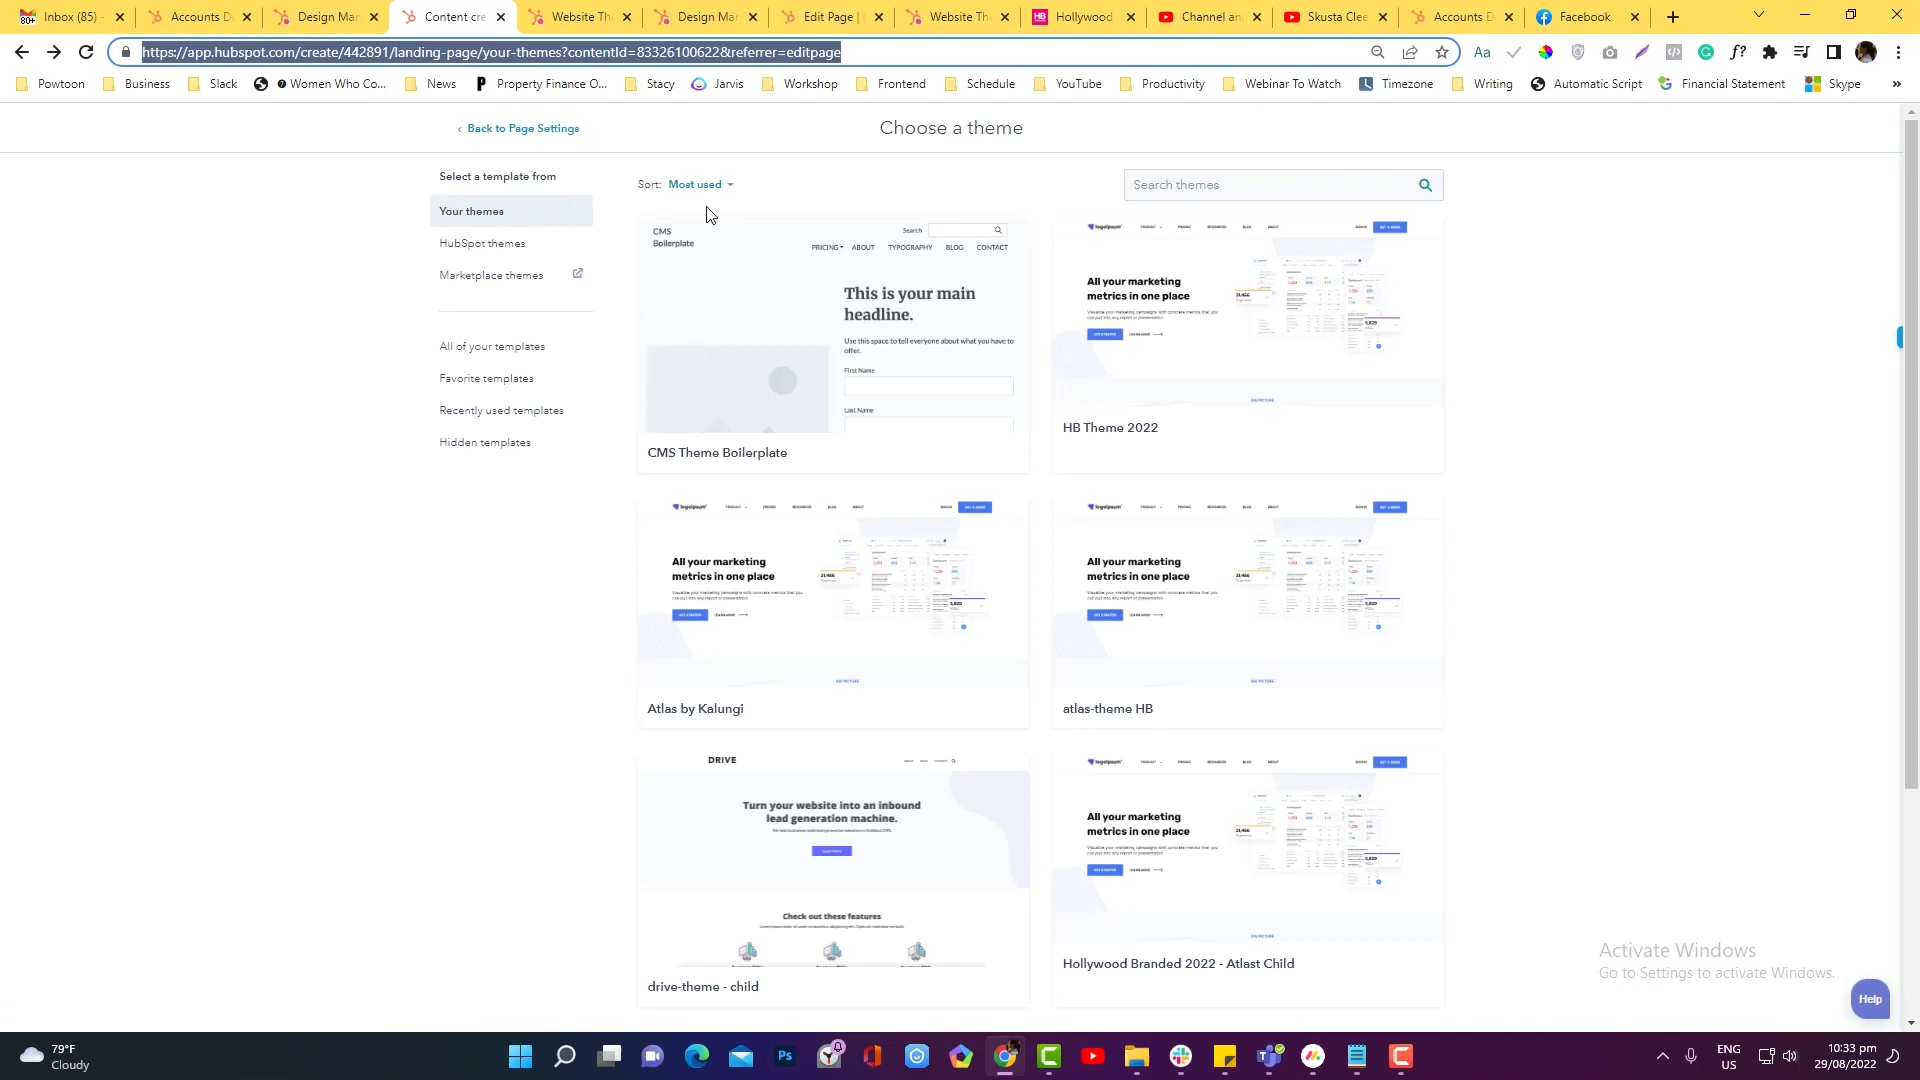 Inbox (85) -
Accounts D
Design Man
Content cre
Website Th
Design Man
Edit Page |
Website The
Hollywood
Channel an
Skusta Clee
Accounts D
Facebook
https://app.hubspot.com/create/442891/landing-page/your-themes?contentId=83326100622&referrer=editpage
Powtoon
Business
Slack
Women Who Co...
News
Property Finance O...
Stacy
Jarvis
Workshop
Frontend
Schedule
YouTube
Productivity
Webinar To Watch
Timezone
Writing
Automatic Script
Financial Statement
Skype
Back to Page Settings
Choose a theme
Select a template from
Your themes
HubSpot themes
Marketplace themes
All of your templates
Favorite templates
Recently used templates
Hidden templates
Sort: Most used
Search themes
CMS
Boilerplate
Search
PRICING ABOUT TYPOGRAPHY BLOG CONTACT
This is your main
headline.
Use this space to tell everyone about what you have to
offer.
First Name
Last Name
CMS Theme Boilerplate
logoipsum
All your marketing
metrics in one place
HB Theme 2022
logoipsum
All your marketing
metrics in one place
Atlas by Kalungi
logoipsum
All your marketing
metrics in one place
atlas-theme HB
DRIVE
Turn your website into an inbound
lead generation machine.
Check out these features
drive-theme - child
logoipsum
All your marketing
metrics in one place
Hollywood Branded 2022 - Atlast Child
Activate Windows
Go to Settings to activate Windows.
Help
79°F
Cloudy
ENG
US
10:33 pm
29/08/2022